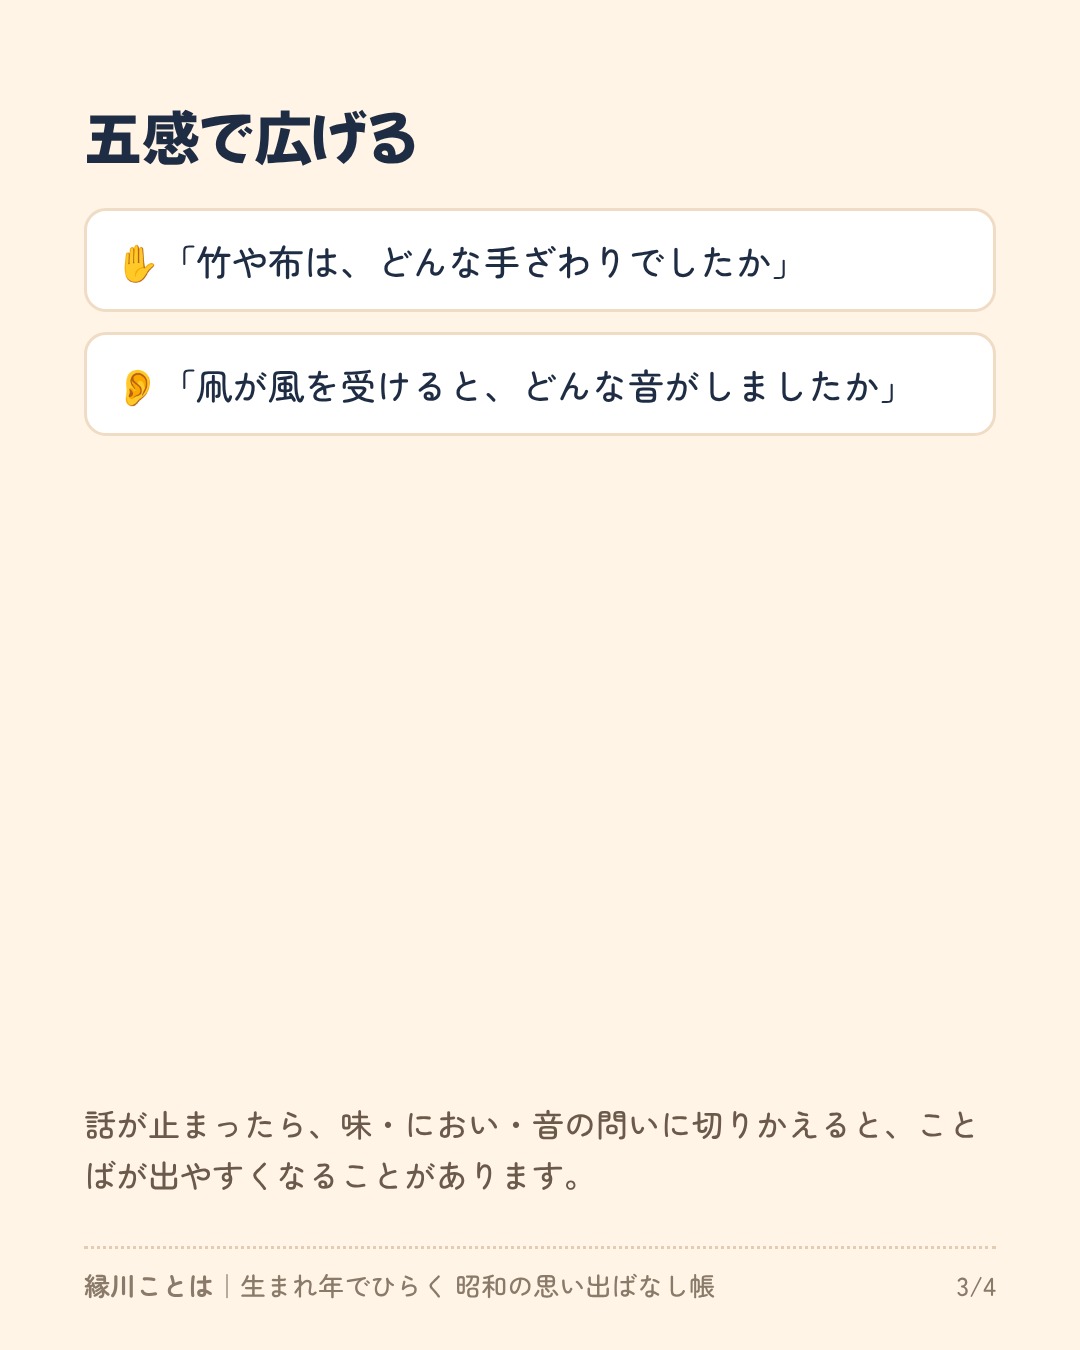 五感で広げる
✋「竹や布は、どんな手ざわりでしたか」
👂「凧が風を受けると、どんな音がしましたか」
話が止まったら、味・におい・音の問いに切りかえると、こと
ばが出やすくなることがあります。
縁川ことは｜生まれ年でひらく 昭和の思い出ばなし帳
3/4